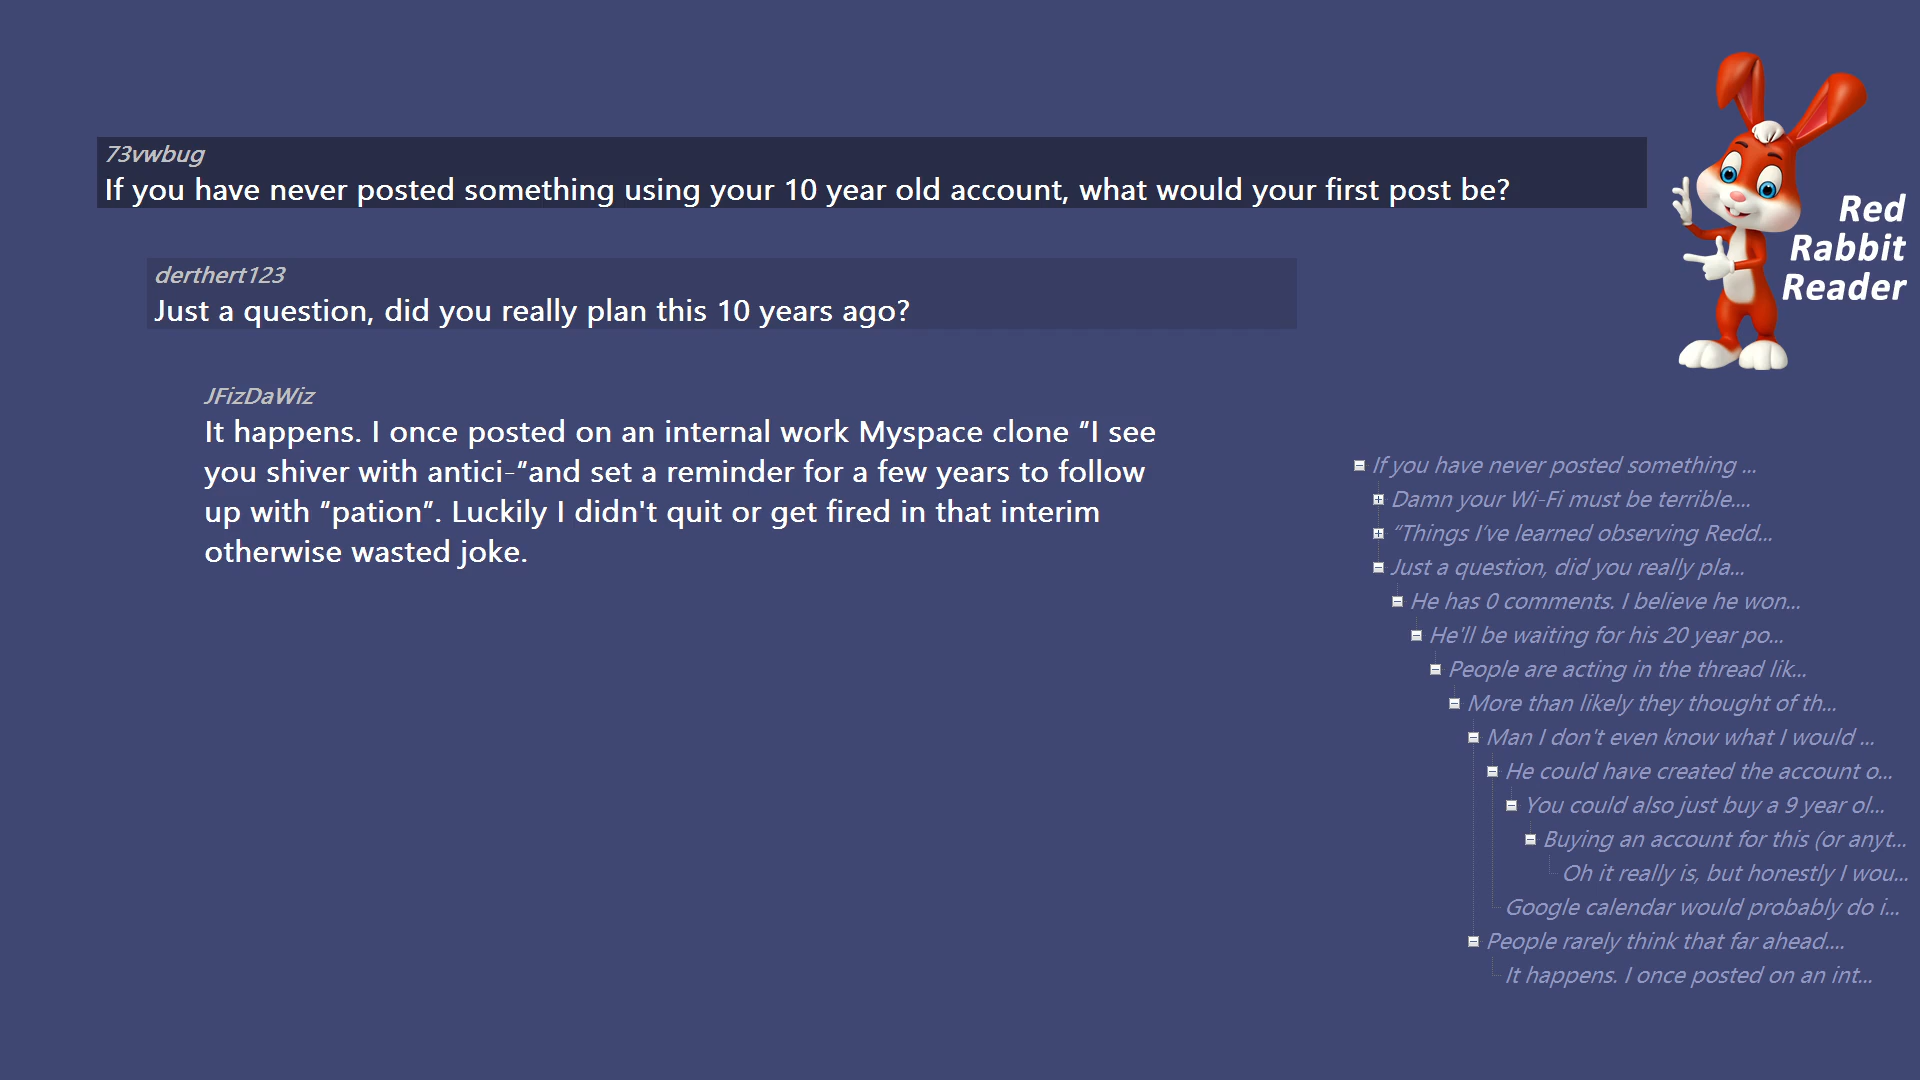 73vwbug
If you have never posted something using your 10 year old account, what would your first post be?
derthert123
Just a question, did you really plan this 10 years ago?
JFizDaWiz
It happens. I once posted on an internal work Myspace clone “I see
you shiver with antici-“and set a reminder for a few years to follow
up with “pation”. Luckily I didn't quit or get fired in that interim
otherwise wasted joke.
Red
Rabbit
Reader
If you have never posted something ...
Damn your Wi-Fi must be terrible....
“Things I’ve learned observing Redd...
Just a question, did you really pla...
He has 0 comments. I believe he won...
He'll be waiting for his 20 year po...
People are acting in the thread lik...
More than likely they thought of th...
Man I don't even know what I would ...
He could have created the account o...
You could also just buy a 9 year ol...
Buying an account for this (or anyt...
Oh it really is, but honestly I wou...
Google calendar would probably do i...
People rarely think that far ahead....
It happens. I once posted on an int...